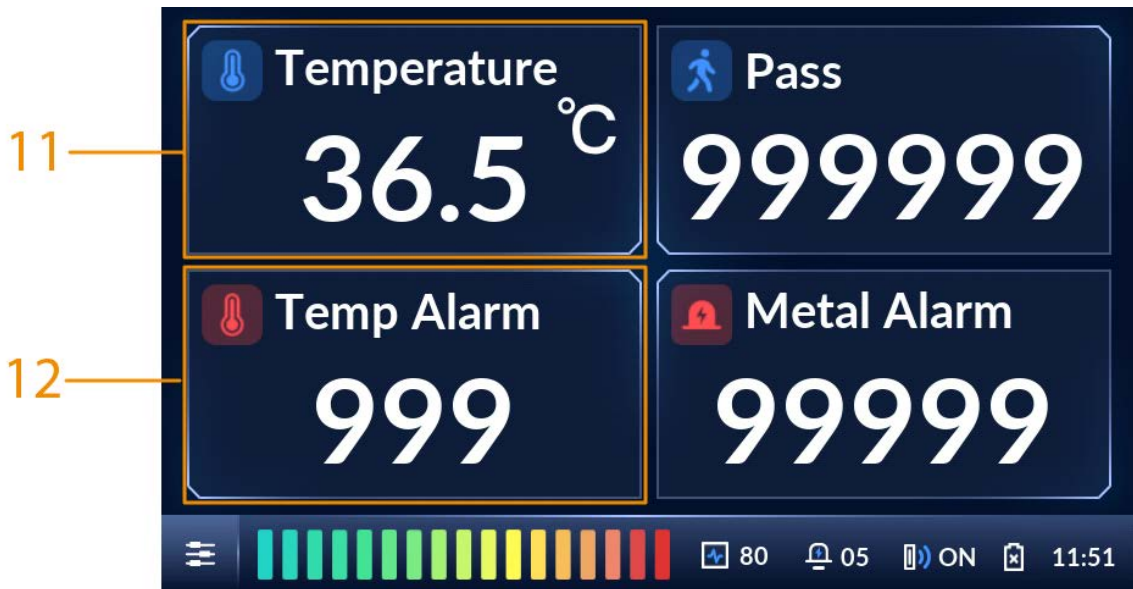 Temperature
°C
36.5
Pass
999999
11
Temp Alarm
999
Metal Alarm
99999
12
80 05 ON 11:51